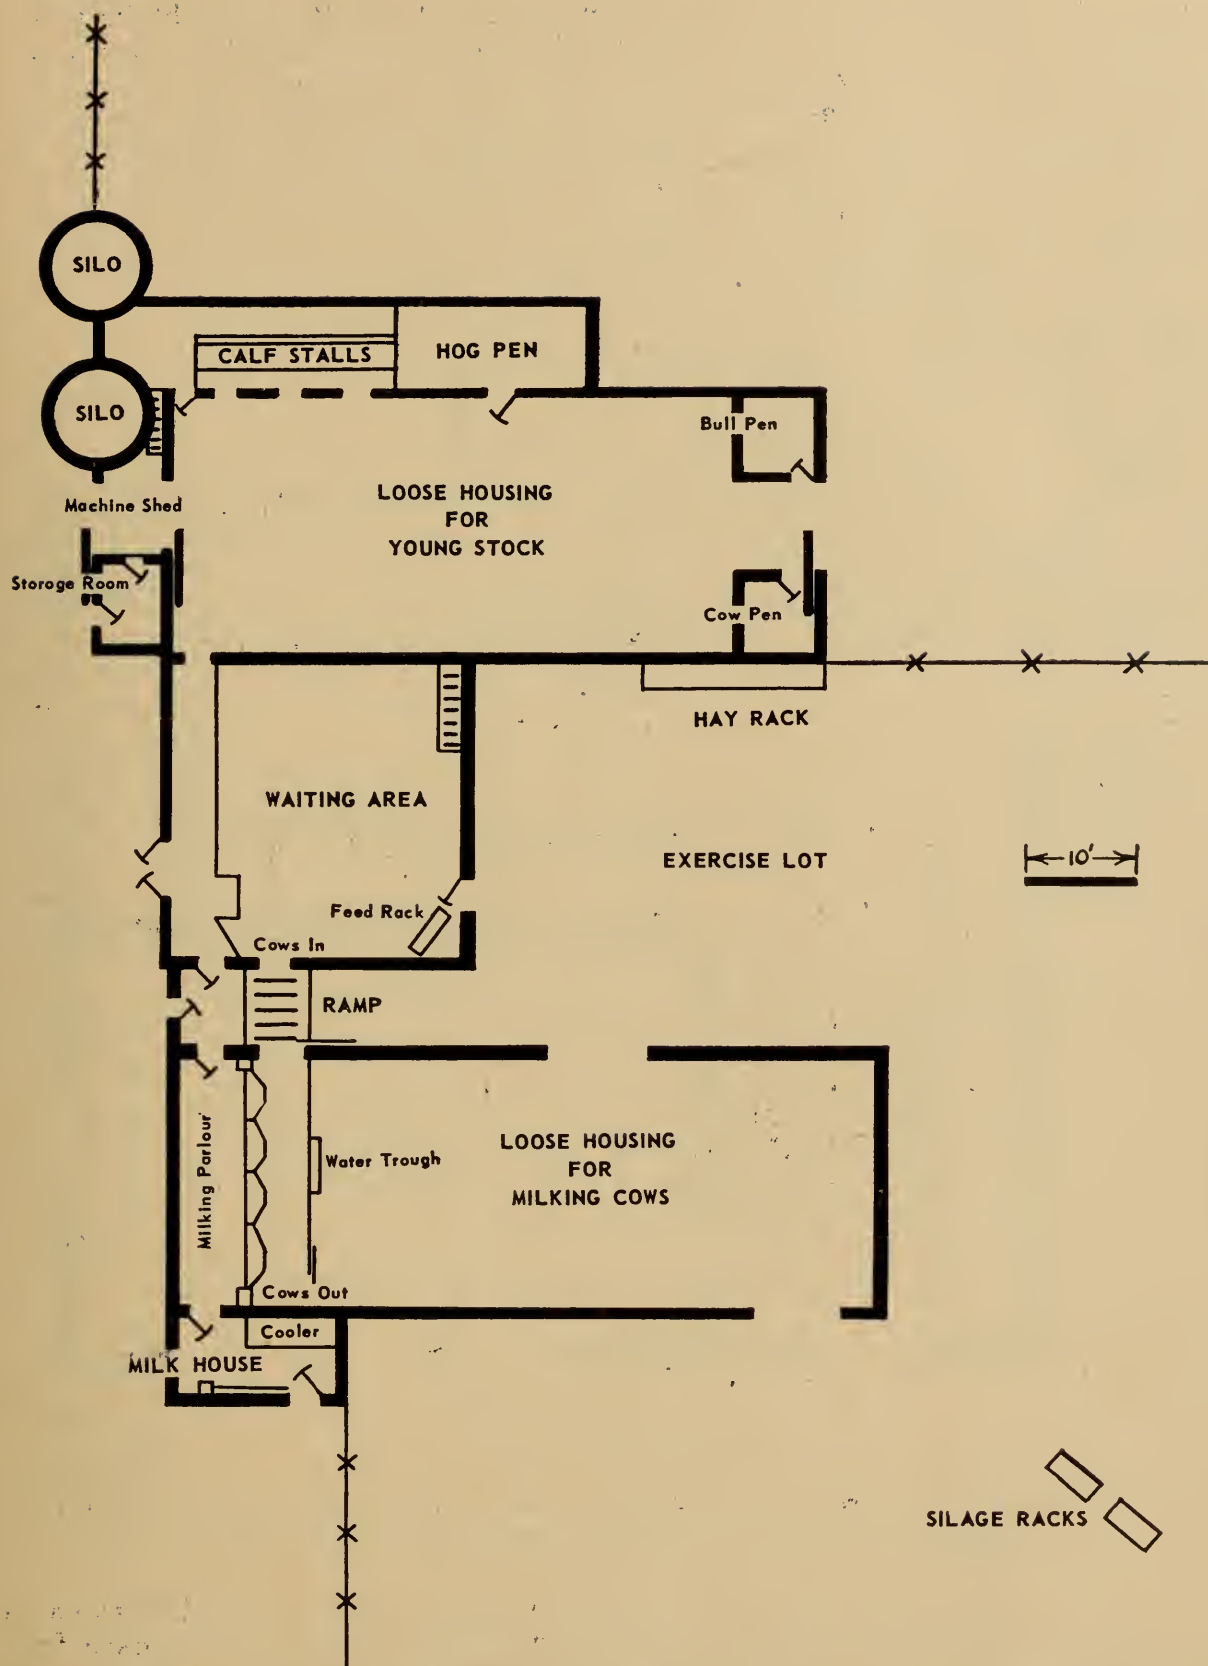 SILO
CALF STALLS
HOG PEN
SILO
Bull Pen
LOOSE HOUSING
FOR
YOUNG STOCK
Machine Shed
Storoge Room
Cow Pen
HAY RACK
WAITING AREA
EXERCISE LOT
10'
Feed Rack
Cows In
RAMP
Milking Parlour
Water Trough
LOOSE HOUSING
FOR
MILKING COWS
Cows Out
Cooler
MILK HOUSE
SILAGE RACKS